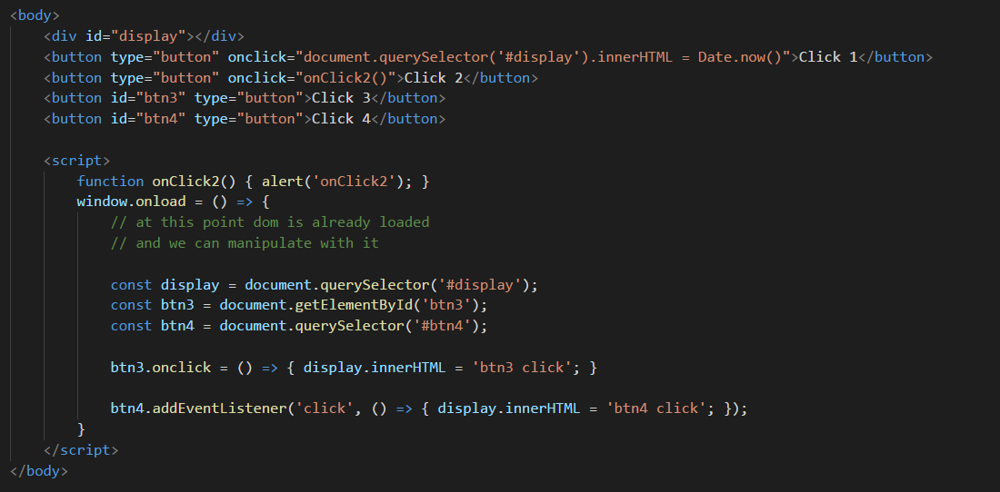 <body>
    <div id="display"></div>
    <button type="button" onclick="document.querySelector('#display').innerHTML = Date.now()">Click 1</button>
    <button type="button" onclick="onClick2()">Click 2</button>
    <button id="btn3" type="button">Click 3</button>
    <button id="btn4" type="button">Click 4</button>

    <script>
        function onClick2() { alert('onClick2'); }
        window.onload = () => {
            // at this point dom is already loaded
            // and we can manipulate with it

            const display = document.querySelector('#display');
            const btn3 = document.getElementById('btn3');
            const btn4 = document.querySelector('#btn4');

            btn3.onclick = () => { display.innerHTML = 'btn3 click'; }

            btn4.addEventListener('click', () => { display.innerHTML = 'btn4 click'; });
        }
    </script>
</body>